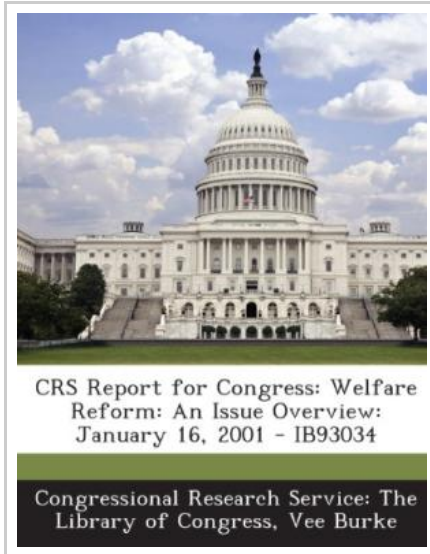 CRS Report for Congress: Welfare
Reform: An Issue Overview:
January 16, 2001 - IB93034
Congressional Research Service: The
Library of Congress, Vee Burke